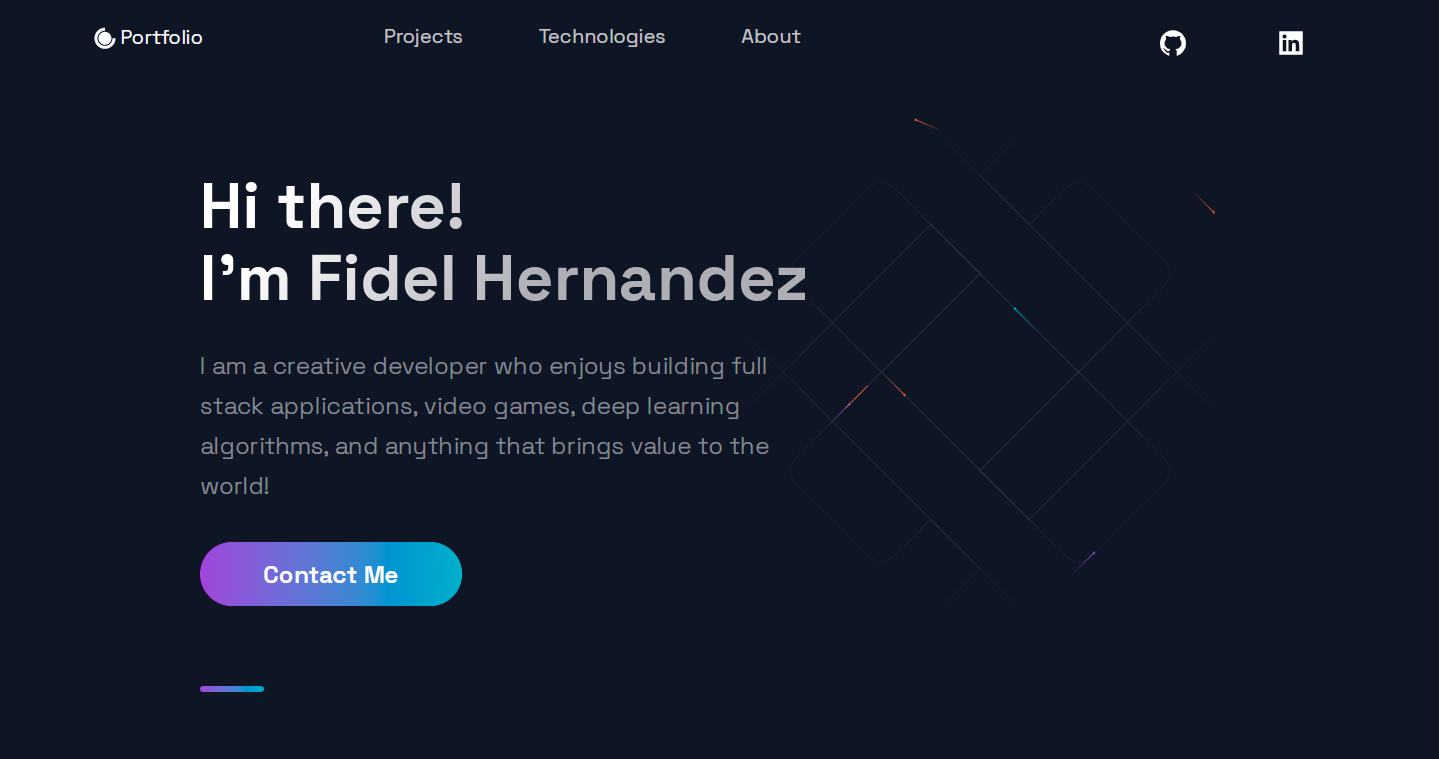 Portfolio
Projects
Technologies
About
Hi there!
I’m Fidel Hernandez
I am a creative developer who enjoys building full
stack applications, video games, deep learning
algorithms, and anything that brings value to the
world!
Contact Me